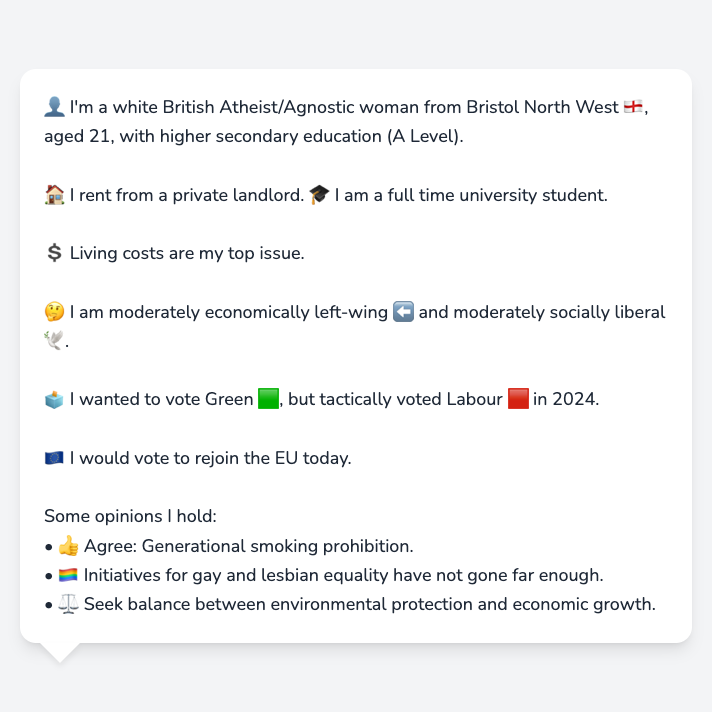 👤 I'm a white British Atheist/Agnostic woman from Bristol North West 🏴󠁧󠁢󠁥󠁮󠁧󠁿,
aged 21, with higher secondary education (A Level).
🏠 I rent from a private landlord. 🎓 I am a full time university student.
💲 Living costs are my top issue.
🤔 I am moderately economically left-wing ⬅️ and moderately socially liberal
🕊️.
🗳️ I wanted to vote Green 🟩, but tactically voted Labour 🟥 in 2024.
🇪🇺 I would vote to rejoin the EU today.
Some opinions I hold:
• 👍 Agree: Generational smoking prohibition.
• 🏳️‍🌈 Initiatives for gay and lesbian equality have not gone far enough.
• ⚖️ Seek balance between environmental protection and economic growth.